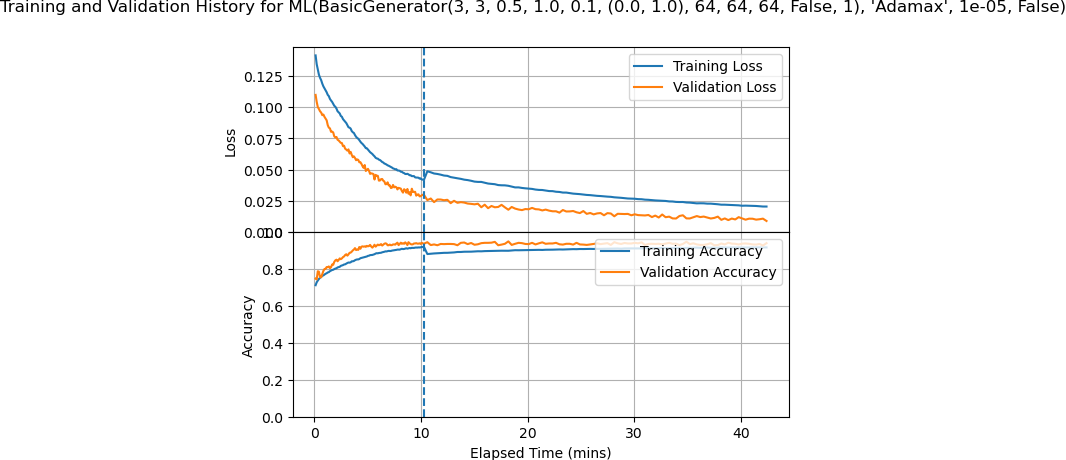 Training and Validation History for ML(BasicGenerator(3, 3, 0.5, 1.0, 0.1, (0.0, 1.0), 64, 64, 64, False, 1), 'Adamax', 1e-05, False)
Training Loss
Validation Loss
Loss
0.125
0.100
0.075
0.050
0.025
0.000
1.0
0.8
0.6
0.4
0.2
0.0
Training Accuracy
Validation Accuracy
Accuracy
0
10
20
30
40
Elapsed Time (mins)